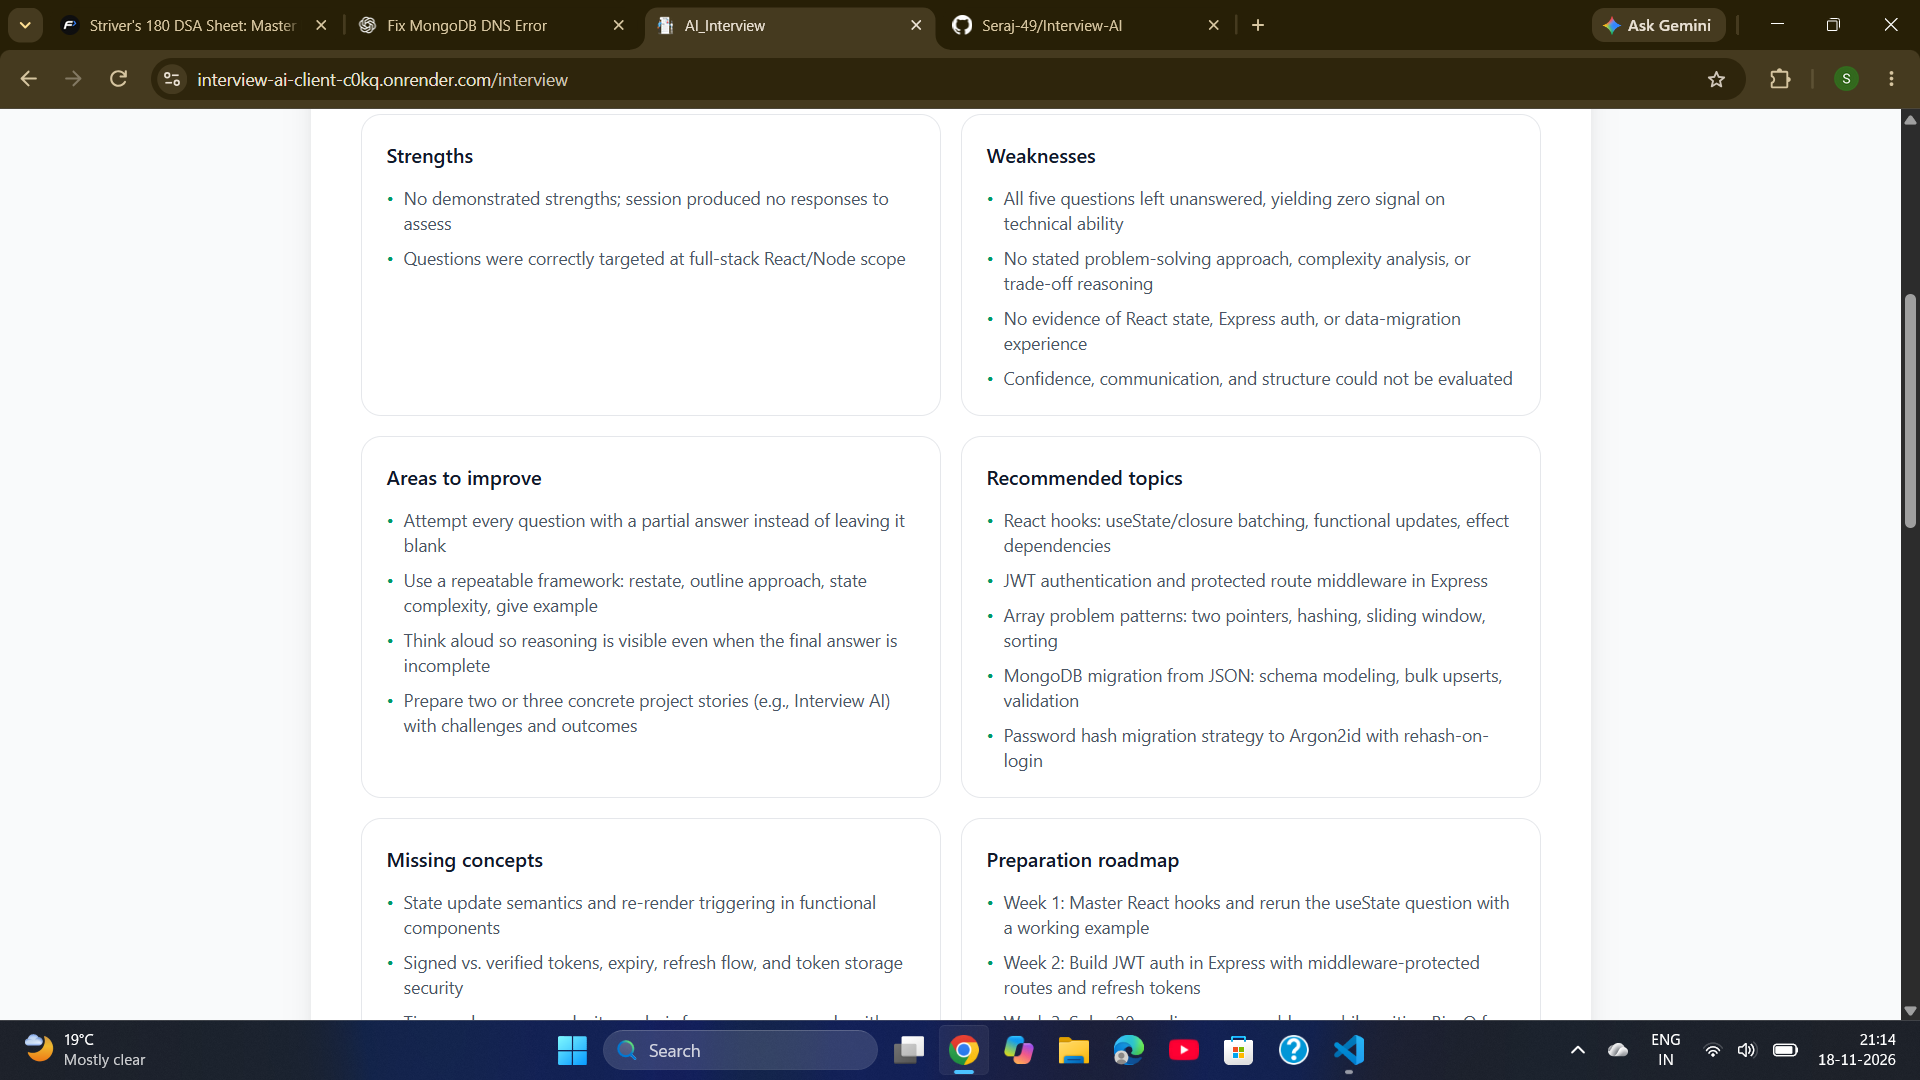 Striver's 180 DSA Sheet: Master
Fix MongoDB DNS Error
AI_Interview
Seraj-49/Interview-AI
Ask Gemini
interview-ai-client-c0kq.onrender.com/interview
S
Strengths
• No demonstrated strengths; session produced no responses to
assess
• Questions were correctly targeted at full-stack React/Node scope
Weaknesses
• All five questions left unanswered, yielding zero signal on
technical ability
• No stated problem-solving approach, complexity analysis, or
trade-off reasoning
• No evidence of React state, Express auth, or data-migration
experience
• Confidence, communication, and structure could not be evaluated
Areas to improve
• Attempt every question with a partial answer instead of leaving it
blank
• Use a repeatable framework: restate, outline approach, state
complexity, give example
• Think aloud so reasoning is visible even when the final answer is
incomplete
• Prepare two or three concrete project stories (e.g., Interview AI)
with challenges and outcomes
Recommended topics
• React hooks: useState/closure batching, functional updates, effect
dependencies
• JWT authentication and protected route middleware in Express
• Array problem patterns: two pointers, hashing, sliding window,
sorting
• MongoDB migration from JSON: schema modeling, bulk upserts,
validation
• Password hash migration strategy to Argon2id with rehash-on-
login
Missing concepts
• State update semantics and re-render triggering in functional
components
• Signed vs. verified tokens, expiry, refresh flow, and token storage
security
Preparation roadmap
• Week 1: Master React hooks and rerun the useState question with
a working example
• Week 2: Build JWT auth in Express with middleware-protected
routes and refresh tokens
19°C
Mostly clear
Search
ENG
IN
21:14
18-11-2026